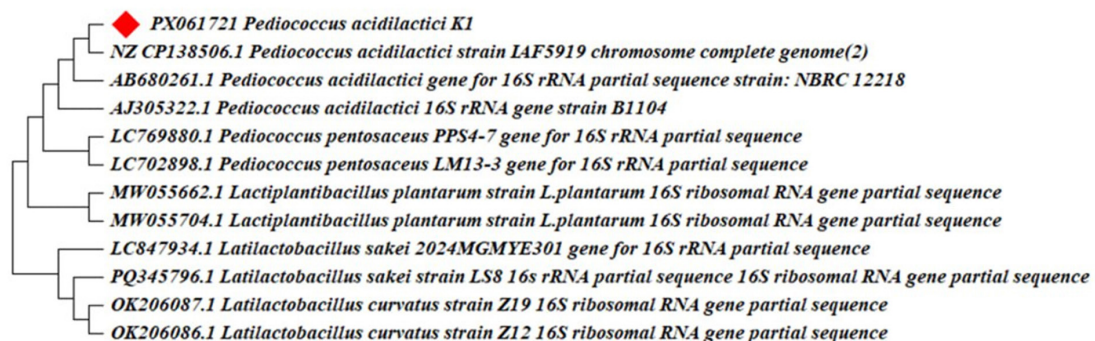 PX061721 Pediococcus acidilactici K1
NZ CP138506.1 Pediococcus acidilactici strain IAF5919 chromosome complete genome(2)
AB680261.1 Pediococcus acidilactici gene for 16S rRNA partial sequence strain: NBRC 12218
AJ305322.1 Pediococcus acidilactici 16S rRNA gene strain B1104
LC769880.1 Pediococcus pentosaceus PPS4-7 gene for 16S rRNA partial sequence
LC702898.1 Pediococcus pentosaceus LM13-3 gene for 16S rRNA partial sequence
MW055662.1 Lactiplantibacillus plantarum strain L.plantarum 16S ribosomal RNA gene partial sequence
MW055704.1 Lactiplantibacillus plantarum strain L.plantarum 16S ribosomal RNA gene partial sequence
LC847934.1 Latilactobacillus sakei 2024MGMYE301 gene for 16S rRNA partial sequence
PQ345796.1 Latilactobacillus sakei strain LS8 16s rRNA partial sequence 16S ribosomal RNA gene partial sequence
OK206087.1 Latilactobacillus curvatus strain Z19 16S ribosomal RNA gene partial sequence
OK206086.1 Latilactobacillus curvatus strain Z12 16S ribosomal RNA gene partial sequence